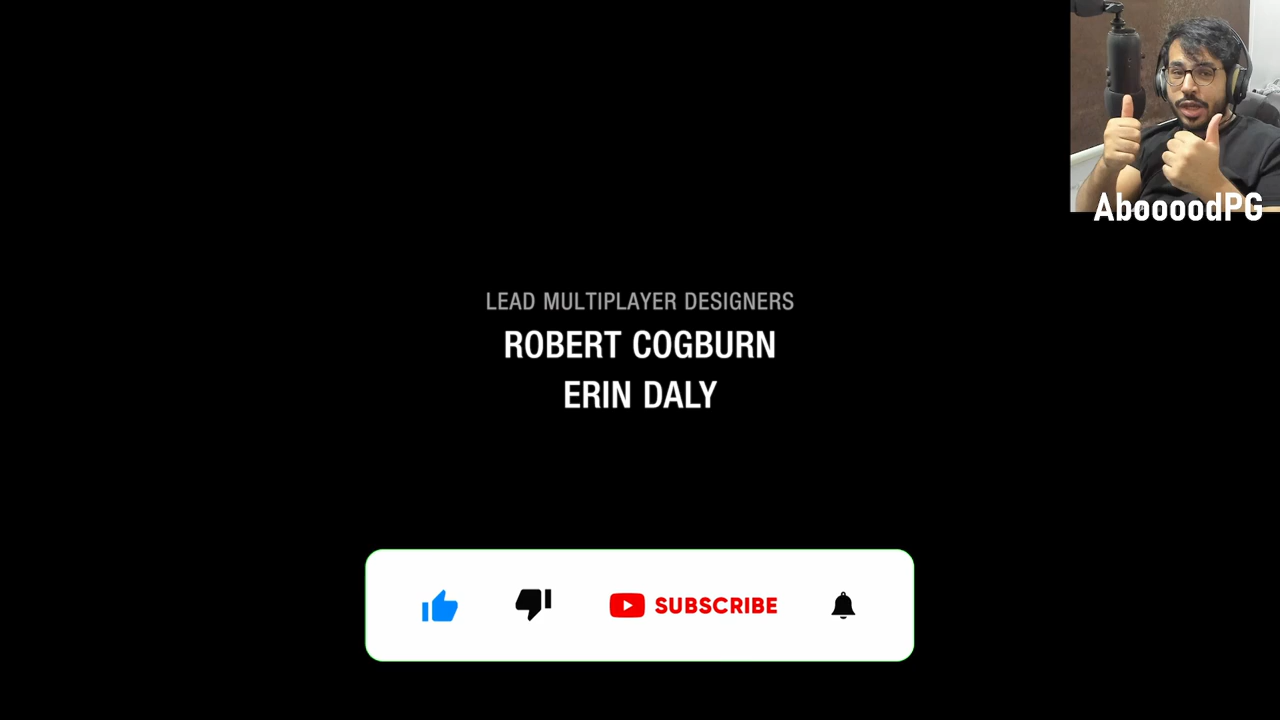 AboooodPG
LEAD MULTIPLAYER DESIGNERS
ROBERT COGBURN
ERIN DALY
SUBSCRIBE